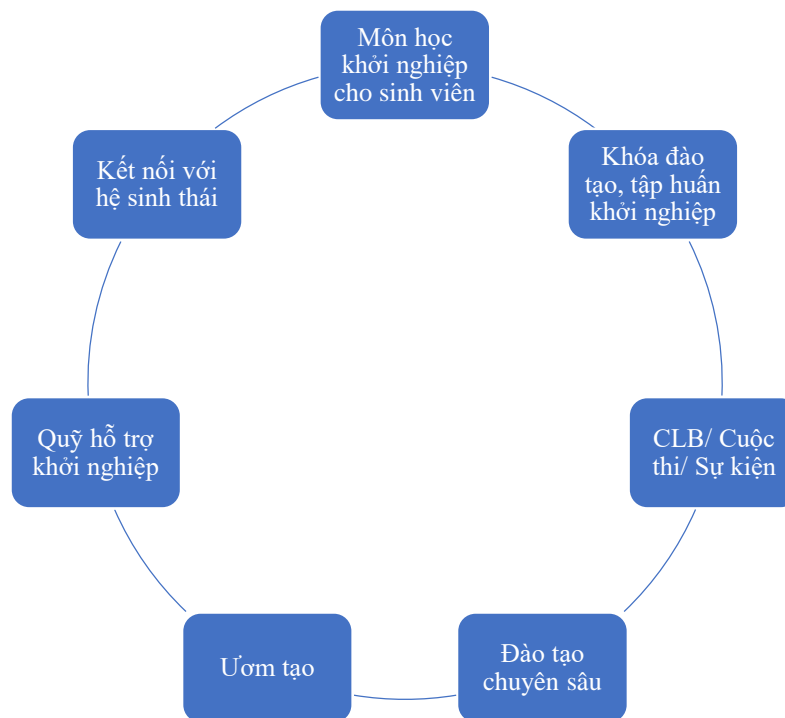 Môn học
khởi nghiệp
cho sinh viên
Khóa đào
tạo, tập huấn
khởi nghiệp
CLB/ Cuộc
thi/ Sự kiện
Đào tạo
chuyên sâu
Ươm tạo
Quỹ hỗ trợ
khởi nghiệp
Kết nối với
hệ sinh thái